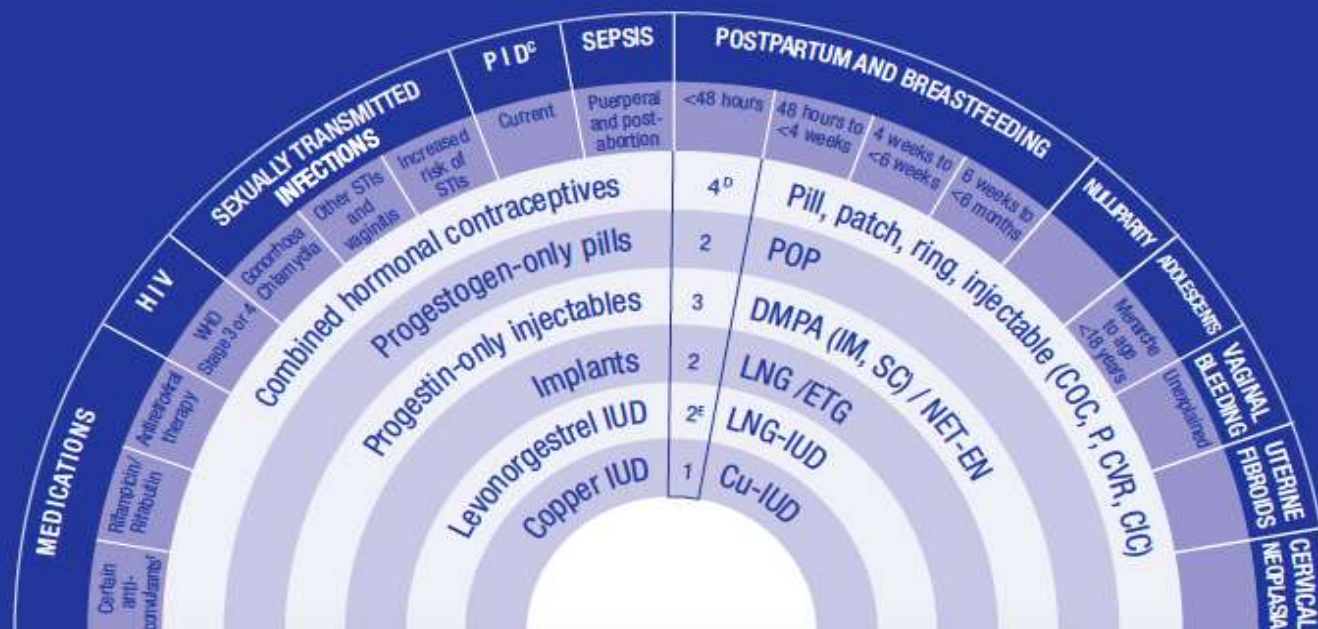 MEDICATIONS
HIV
SEXUALLY TRANSMITTED
INFECTIONS
PIDᶜ
SEPSIS
POSTPARTUM AND BREASTFEEDING
NULLIPARITY
ADOLESCENTS
VAGINAL
BLEEDING
UTERINE
FIBROIDS
CERVICAL
NEOPLASIA
Certain
anti-
convulsantsᶠ
Rifampicin/
Rifabutin
Antiretroviral
therapy
WHO
Stage 3 or 4
Gonorrhoea
Chlamydia
Other STIs
and
vaginitis
Increased
risk of
STIs
Current
Puerperal
and post-
abortion
<48 hours
48 hours to
<4 weeks
4 weeks to
<6 weeks
6 weeks to
<6 months
Menarche
to age
<18 years
Unexplained
Combined hormonal contraceptives
4ᴰ
Pill, patch, ring, injectable (COC, P, CVR, CIC)
Progestogen-only pills
2
POP
Progestin-only injectables
3
DMPA (IM, SC) / NET-EN
Implants
2
LNG /ETG
Levonorgestrel IUD
2ᴱ
LNG-IUD
Copper IUD
1
Cu-IUD